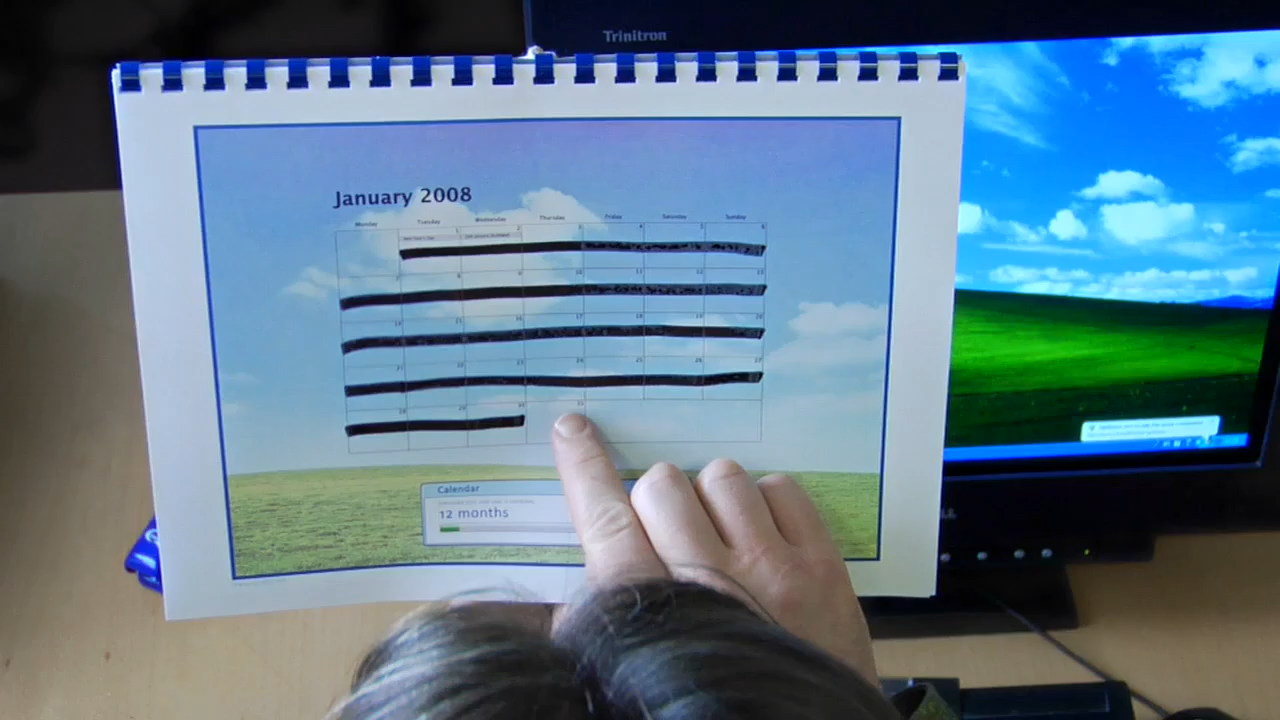 Trinitron
January 2008
Monday Tuesday Wednesday Thursday Friday Saturday Sunday
1 2 3 4 5 6
8 9 10 11 12 13
14 15 16 17 18 19 20
21 22 23 24 25 26 27
28 29 30 31
Calendar
12 months